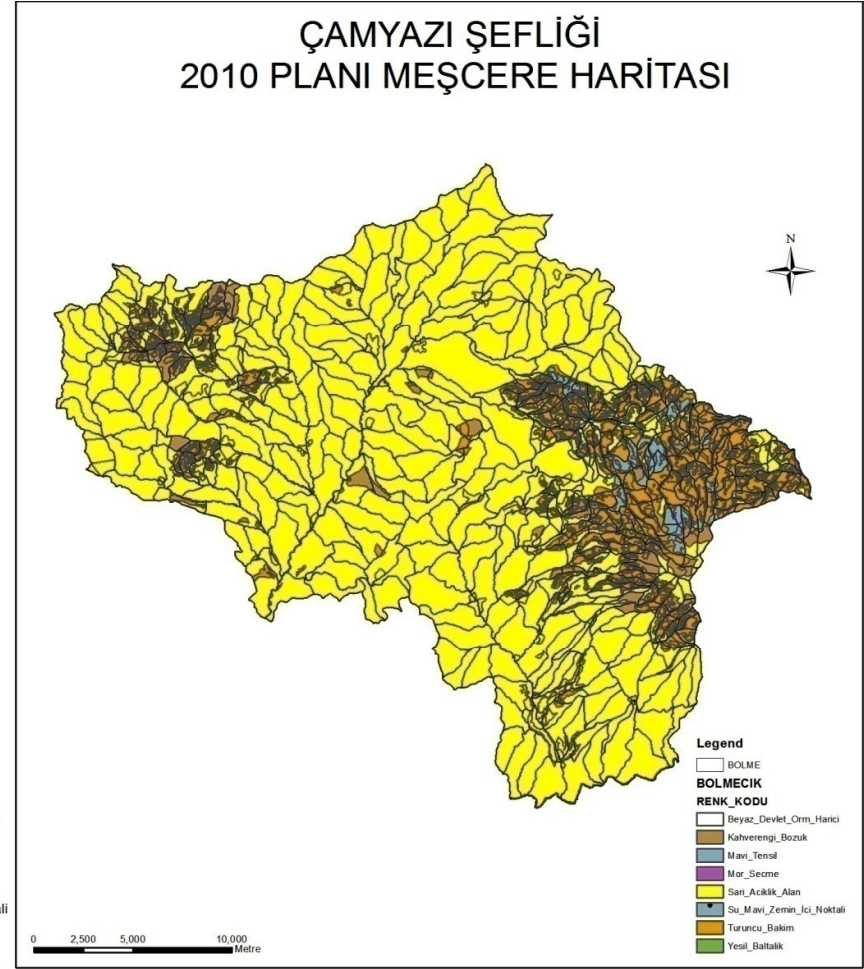 ÇAMYAZI ŞEFLİĞİ
2010 PLANI MEŞCERE HARİTASI
N
Legend
BOLME
BOLMECIK
RENK_KODU
Beyaz_Devlet_Orm_Harici
Kahverengi_Bozuk
Mavi_Tensil
Mor_Secme
Sari_Aciklik_Alan
Su_Mavi_Zemin_İci_Noktali
Turuncu_Bakim
Yesil_Baltalik
0 2,500 5,000 10,000
Metre